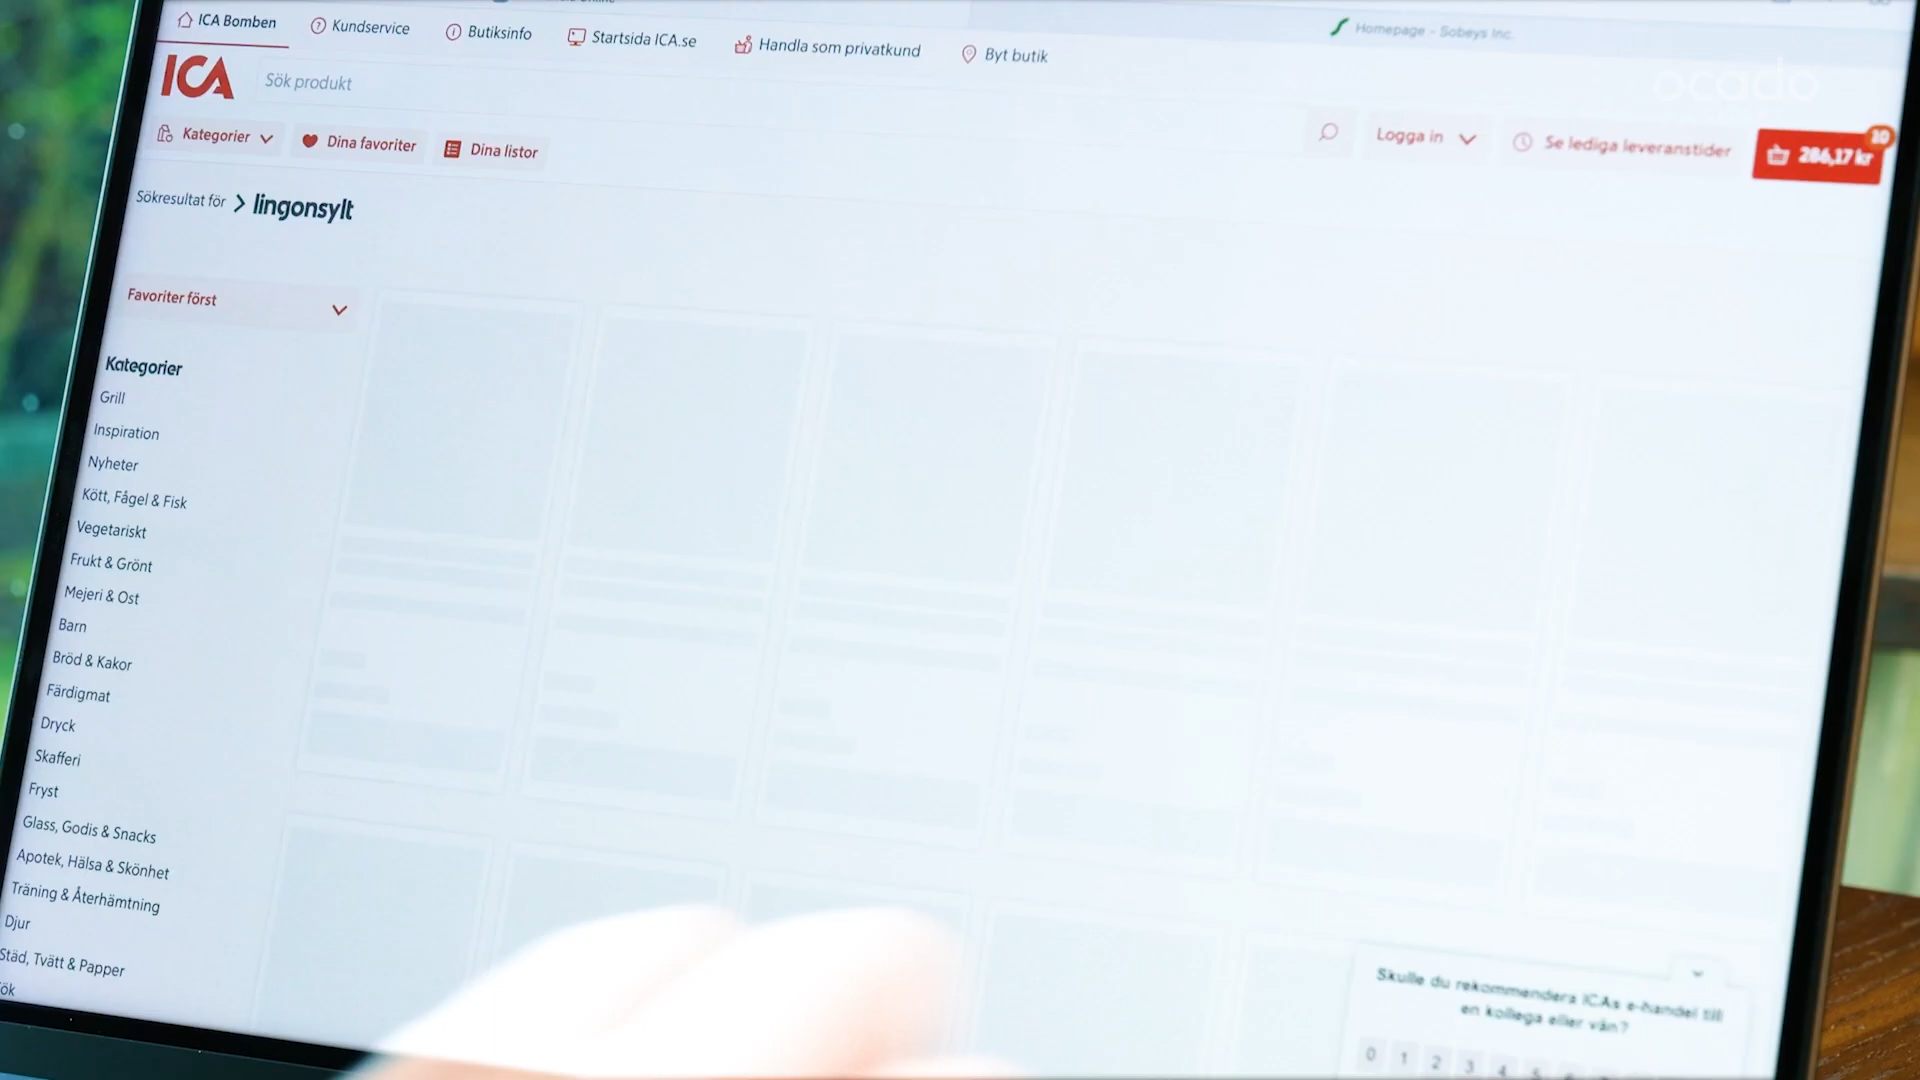 Homepage - Sobeys Inc.
ICA Bomben
Kundservice
Butiksinfo
Startsida ICA.se
Handla som privatkund
Byt butik
ocado
ICA
Sök produkt
Logga in
Se lediga leveranstider
286,17 kr
10
Kategorier
Dina favoriter
Dina listor
Sökresultat för
lingonsylt
Favoriter först
Kategorier
Grill
Inspiration
Nyheter
Kött, Fågel & Fisk
Vegetariskt
Frukt & Grönt
Mejeri & Ost
Barn
Bröd & Kakor
Färdigmat
Dryck
Skafferi
Fryst
Glass, Godis & Snacks
Apotek, Hälsa & Skönhet
Träning & Återhämtning
Djur
Städ, Tvätt & Papper
Skulle du rekommendera ICAs e-handel till
en kollega eller vän?
0 1 2 3 4